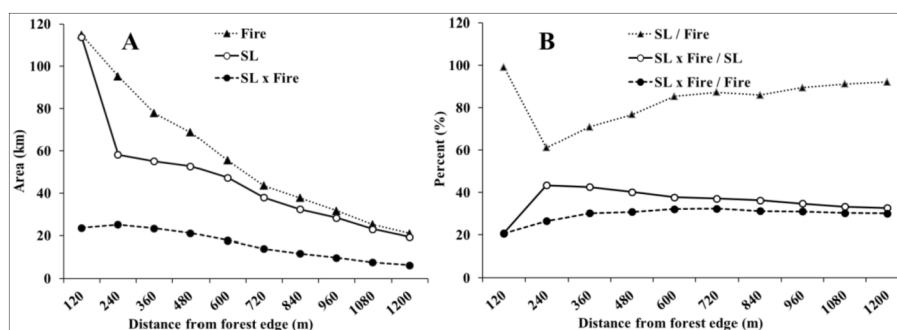 A
Fire
SL
SL x Fire
120
100
80
60
40
20
0
Area (km)
120 240 360 480 600 720 840 960 1080 1200
Distance from forest edge (m)
B
SL / Fire
SL x Fire / SL
SL x Fire / Fire
120
100
80
60
40
20
0
Percent (%)
120 240 360 480 600 720 840 960 1080 1200
Distance from forest edge (m)